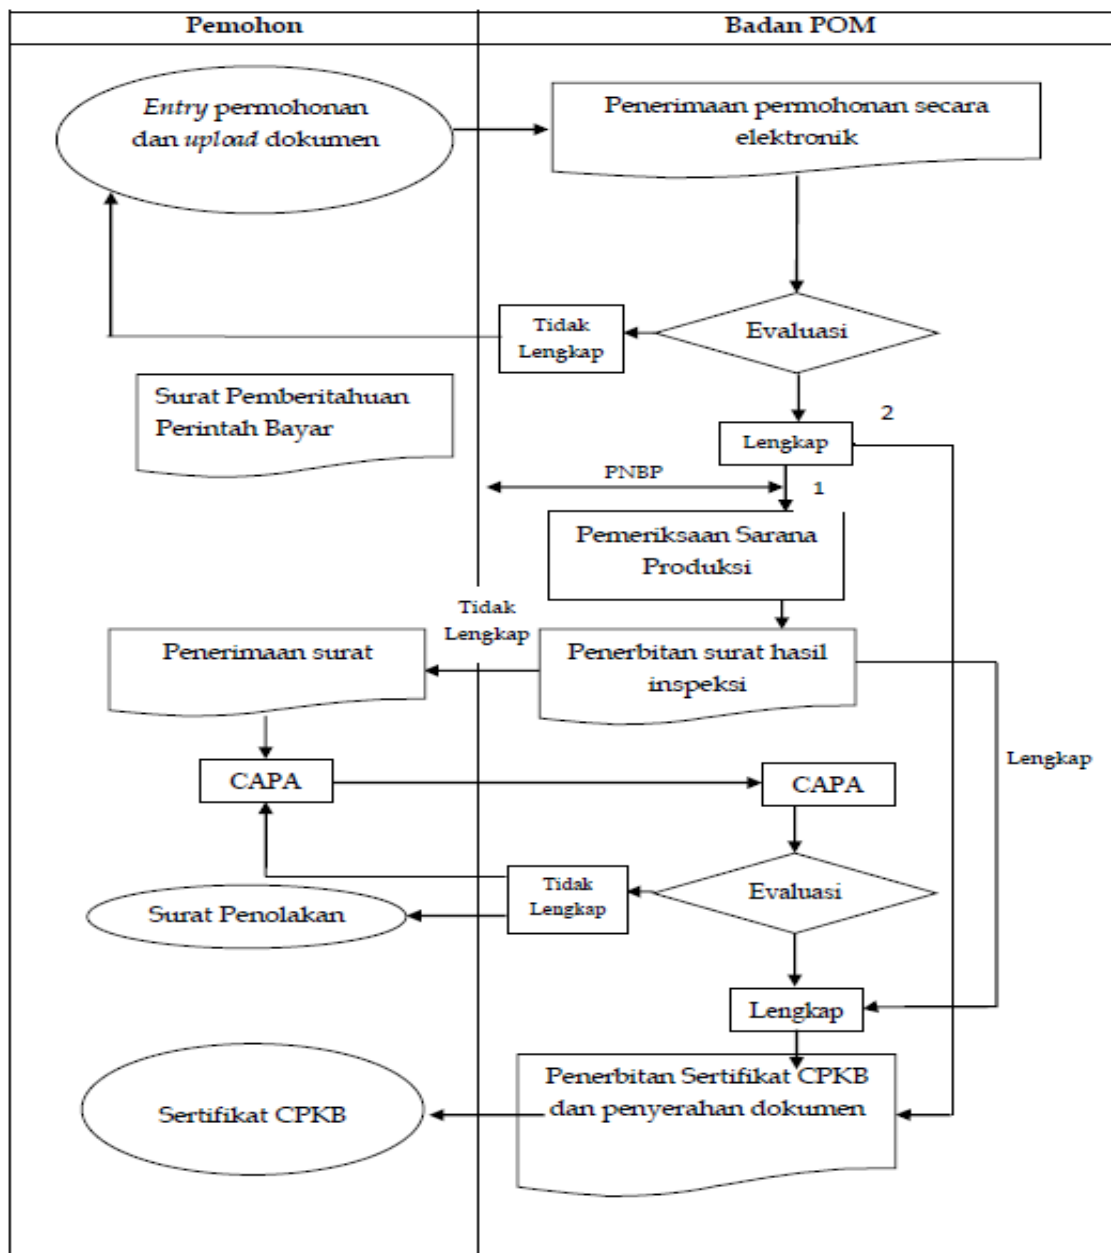 Pemohon
Badan POM
Entry permohonan
dan upload dokumen
Penerimaan permohonan secara
elektronik
Tidak
Lengkap
Evaluasi
Surat Pemberitahuan
Perintah Bayar
2
Lengkap
PNBP
1
Pemeriksaan Sarana
Produksi
Tidak
Lengkap
Penerimaan surat
Penerbitan surat hasil
inspeksi
Lengkap
CAPA
CAPA
Tidak
Lengkap
Evaluasi
Surat Penolakan
Lengkap
Penerbitan Sertifikat CPKB
dan penyerahan dokumen
Sertifikat CPKB